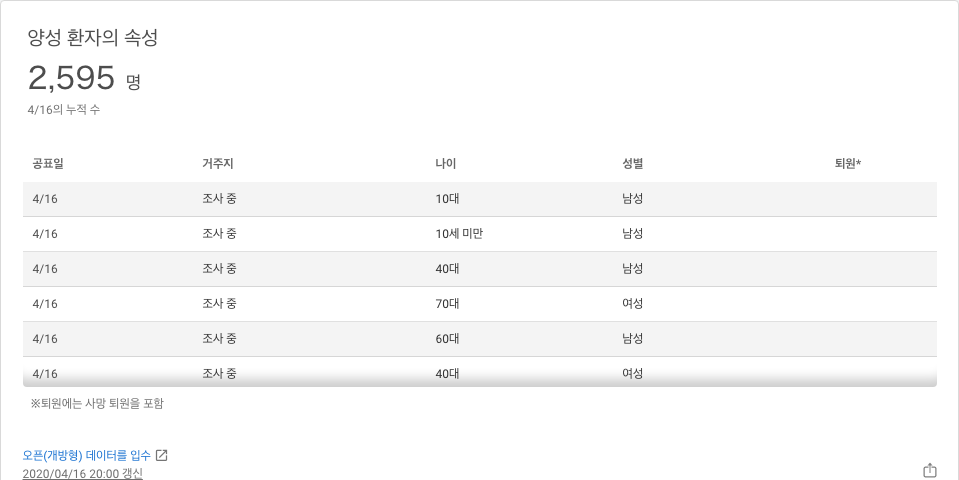 양성 환자의 속성
2,595 명
4/16의 누적 수
공표일 거주지 나이 성별 퇴원*
4/16 조사 중 10대 남성
4/16 조사 중 10세 미만 남성
4/16 조사 중 40대 남성
4/16 조사 중 70대 여성
4/16 조사 중 60대 남성
4/16 조사 중 40대 여성
※퇴원에는 사망 퇴원을 포함
오픈(개방형) 데이터를 입수
2020/04/16 20:00 갱신